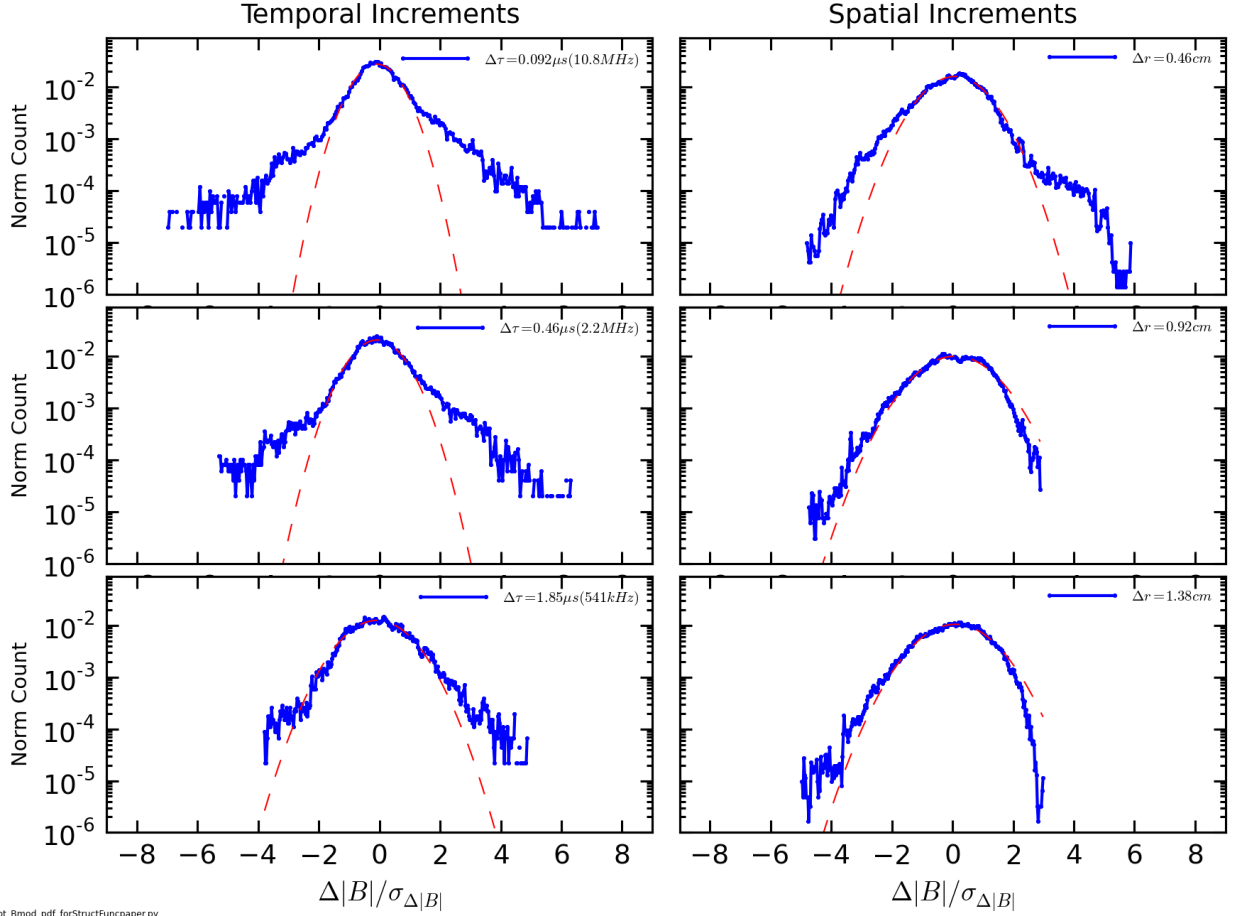 Temporal Increments
Spatial Increments
Norm Count
10^-2
10^-3
10^-4
10^-5
10^-6
Δτ=0.092μs(10.8MHz)
Δr=0.46cm
Norm Count
10^-2
10^-3
10^-4
10^-5
10^-6
Δτ=0.46μs(2.2MHz)
Δr=0.92cm
Norm Count
10^-2
10^-3
10^-4
10^-5
10^-6
Δτ=1.85μs(541kHz)
Δr=1.38cm
−8 −6 −4 −2 0 2 4 6 8
−8 −6 −4 −2 0 2 4 6 8
Δ|B|/σ_Δ|B|
Δ|B|/σ_Δ|B|
Bmod_pdf_forStructFuncpaper.py